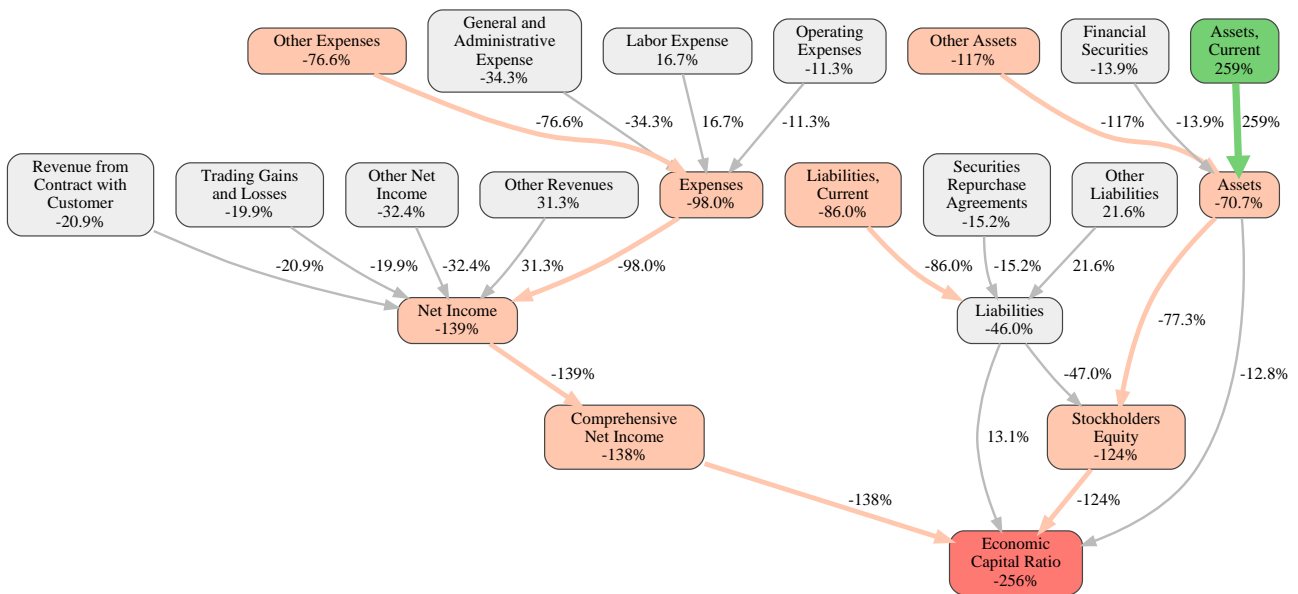 Other Expenses
-76.6%
General and
Administrative
Expense
-34.3%
Labor Expense
16.7%
Operating
Expenses
-11.3%
Other Assets
-117%
Financial
Securities
-13.9%
Assets,
Current
259%
-76.6%
-34.3%
16.7%
-11.3%
-117%
-13.9%
259%
Revenue from
Contract with
Customer
-20.9%
Trading Gains
and Losses
-19.9%
Other Net
Income
-32.4%
Other Revenues
31.3%
Expenses
-98.0%
Liabilities,
Current
-86.0%
Securities
Repurchase
Agreements
-15.2%
Other
Liabilities
21.6%
Assets
-70.7%
-20.9%
-19.9%
-32.4%
31.3%
-98.0%
-86.0%
-15.2%
21.6%
Net Income
-139%
Liabilities
-46.0%
-77.3%
-139%
-47.0%
-12.8%
Comprehensive
Net Income
-138%
13.1%
Stockholders
Equity
-124%
-138%
-124%
Economic
Capital Ratio
-256%